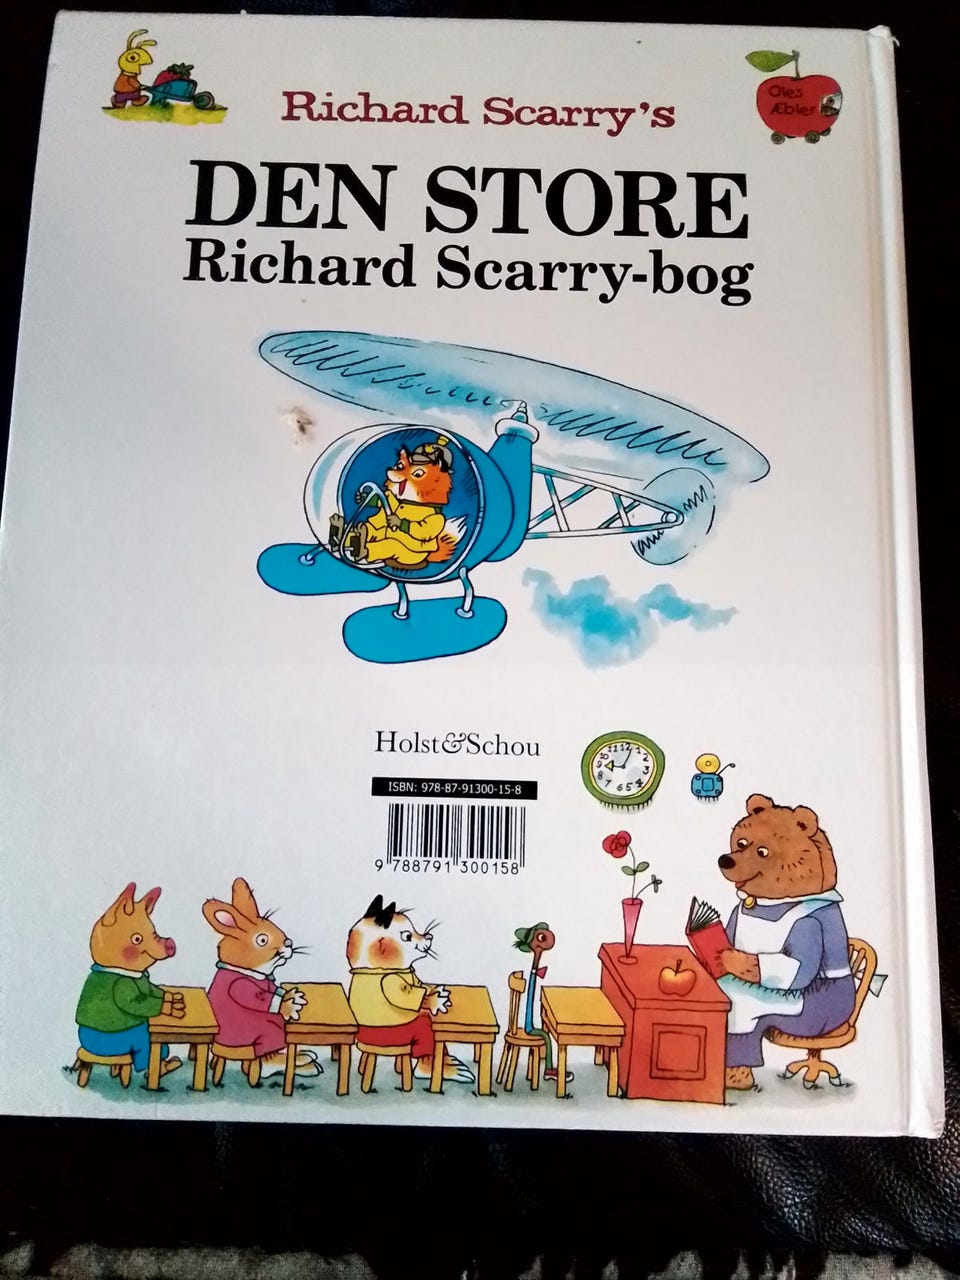 Richard Scarry's
Oles
Æbler
DEN STORE
Richard Scarry-bog
Holst&Schou
ISBN: 978-87-91300-15-8
9 788791 300158